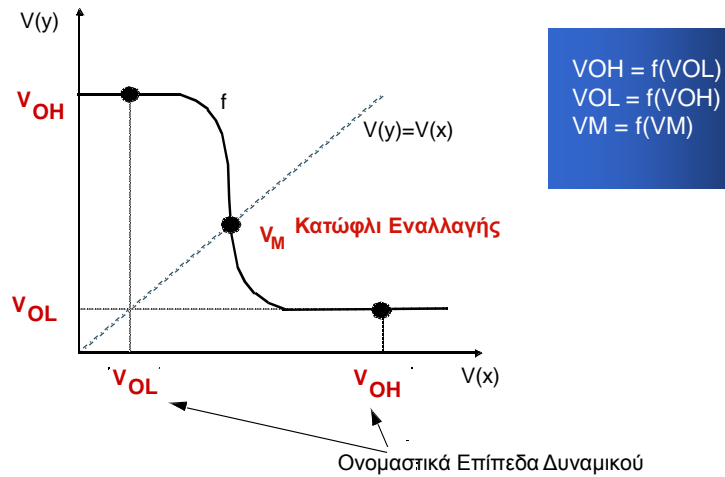 V(y)
VOH = f(VOL)
VOL = f(VOH)
VM = f(VM)
VOH
f
V(y)=V(x)
VM Κατώφλι Εναλλαγής
VOL
VOL
VOH
V(x)
Ονομαστικά Επίπεδα Δυναμικού